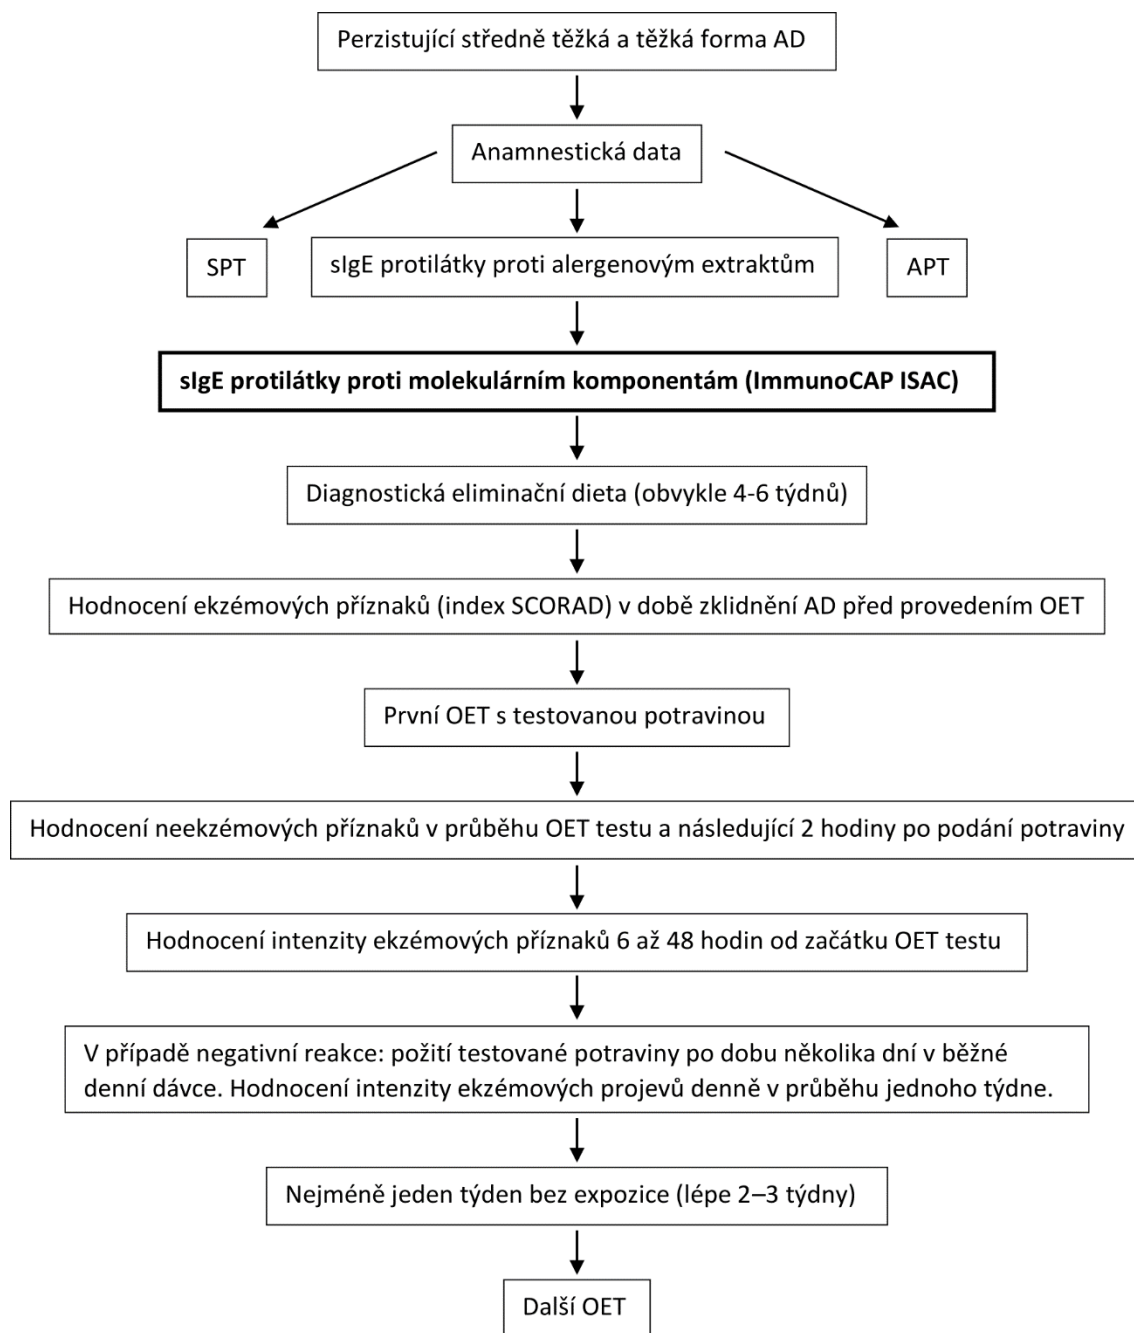 Perzistující středně těžká a těžká forma AD
Anamnestická data
SPT
sIgE protilátky proti alergenovým extraktům
APT
sIgE protilátky proti molekulárním komponentám (ImmunoCAP ISAC)
Diagnostická eliminační dieta (obvykle 4-6 týdnů)
Hodnocení ekzémových příznaků (index SCORAD) v době zklidnění AD před provedením OET
První OET s testovanou potravinou
Hodnocení neekzémových příznaků v průběhu OET testu a následující 2 hodiny po podání potraviny
Hodnocení intenzity ekzémových příznaků 6 až 48 hodin od začátku OET testu
V případě negativní reakce: požití testované potraviny po dobu několika dní v běžné
denní dávce. Hodnocení intenzity ekzémových projevů denně v průběhu jednoho týdne.
Nejméně jeden týden bez expozice (lépe 2–3 týdny)
Další OET